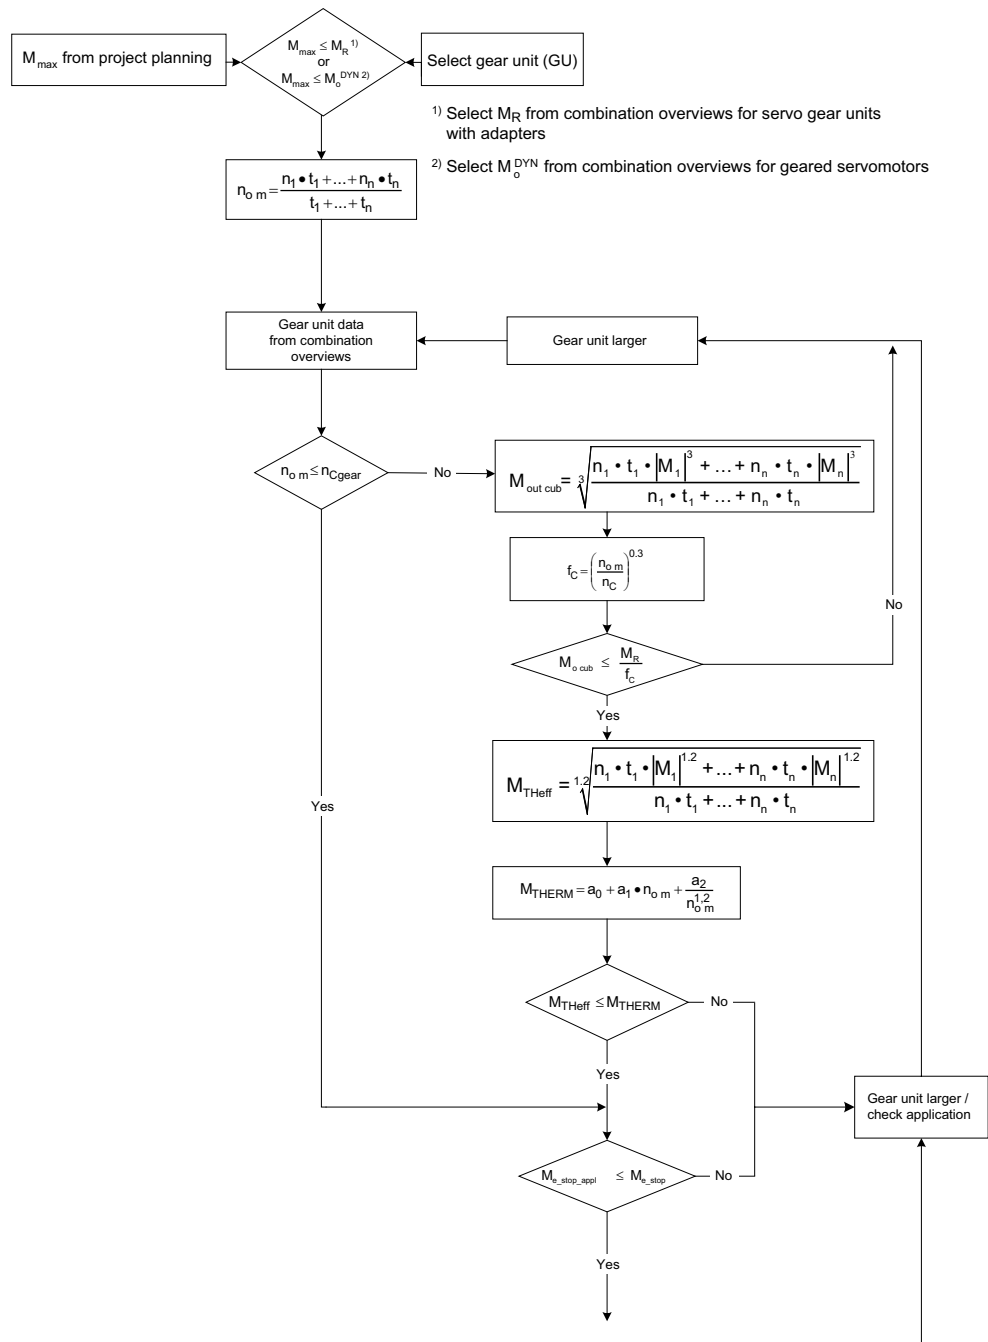 M_max from project planning
M_max ≤ M_R 1)
or
M_max ≤ M_o^DYN 2)
Select gear unit (GU)
1) Select M_R from combination overviews for servo gear units
with adapters
2) Select M_o^DYN from combination overviews for geared servomotors
n_o m = (n_1 • t_1 +...+ n_n • t_n) / (t_1 +...+ t_n)
Gear unit data
from combination
overviews
Gear unit larger
n_o m ≤ n_Cgear
No
M_out cub = ³√((n_1 • t_1 • |M_1|^3 + ... + n_n • t_n • |M_n|^3) / (n_1 • t_1 + ... + n_n • t_n))
f_C = (n_o m / n_C)^0.3
No
M_o cub ≤ M_R / f_C
Yes
M_THeff = ^1.2√((n_1 • t_1 • |M_1|^1.2 + ... + n_n • t_n • |M_n|^1.2) / (n_1 • t_1 + ... + n_n • t_n))
Yes
M_THERM = a_0 + a_1 • n_o m + a_2 / n_o m^1,2
M_THeff ≤ M_THERM
No
Yes
Gear unit larger /
check application
M_e_stop_appl ≤ M_e_stop
No
Yes